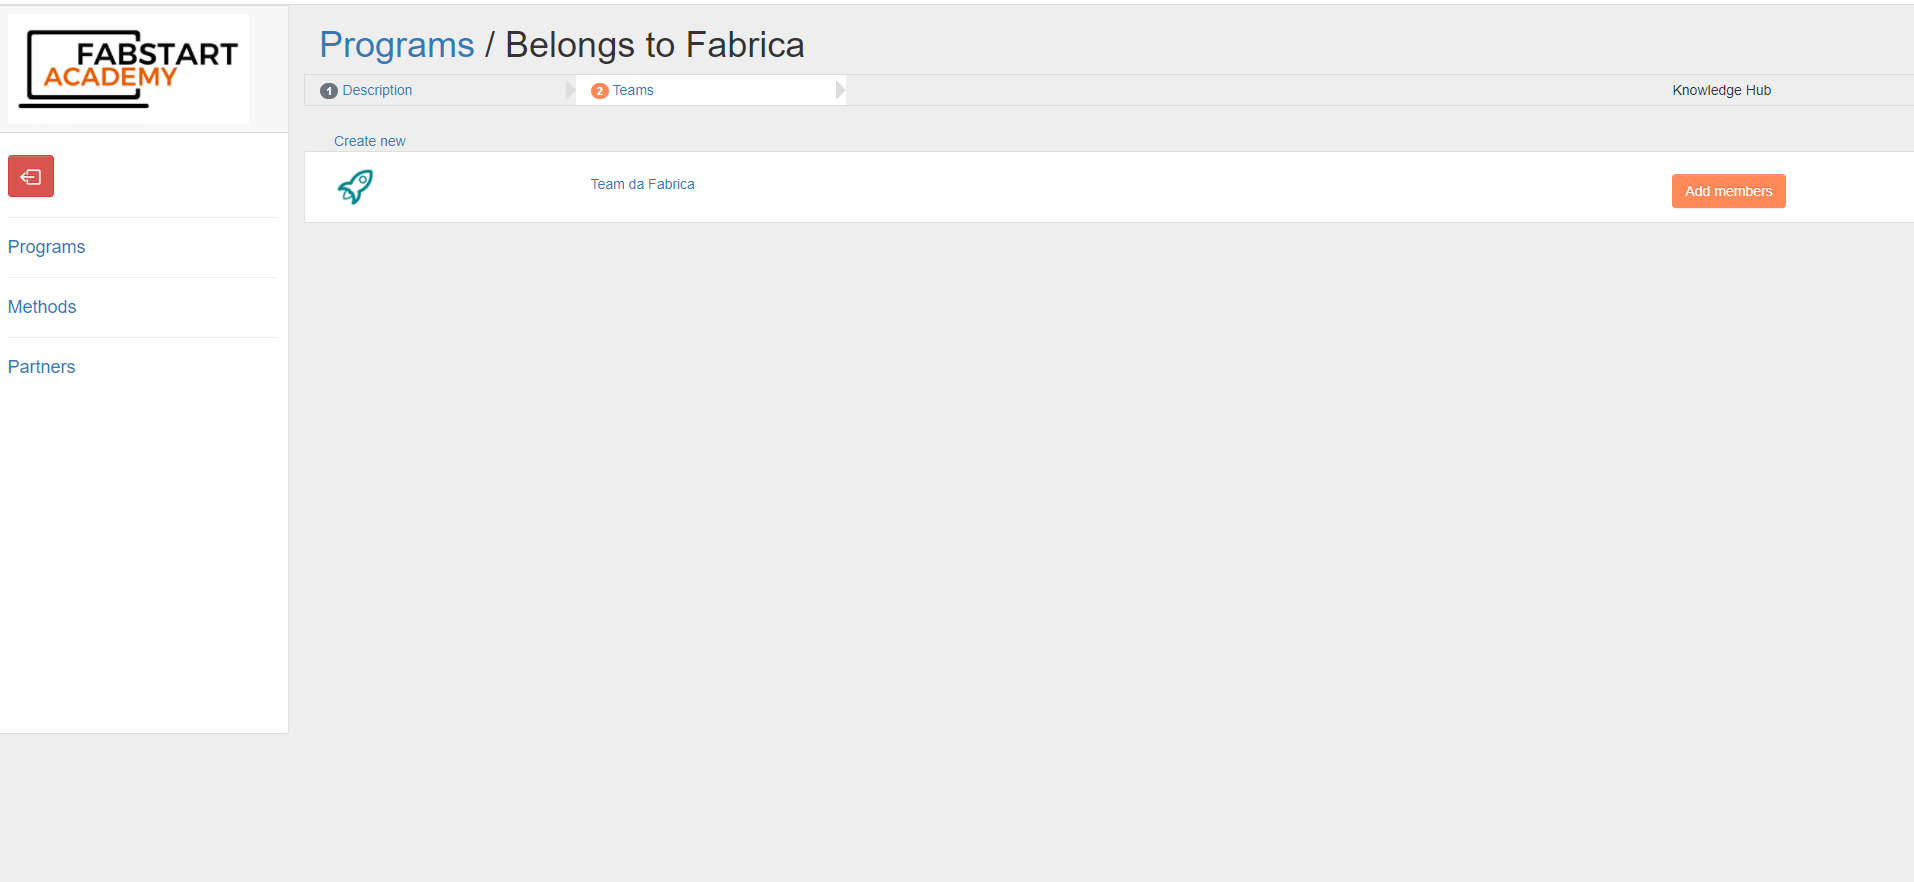 FABSTART
ACADEMY
Programs
Methods
Partners
Programs / Belongs to Fabrica
1 Description
2 Teams
Knowledge Hub
Create new
Team da Fabrica
Add members